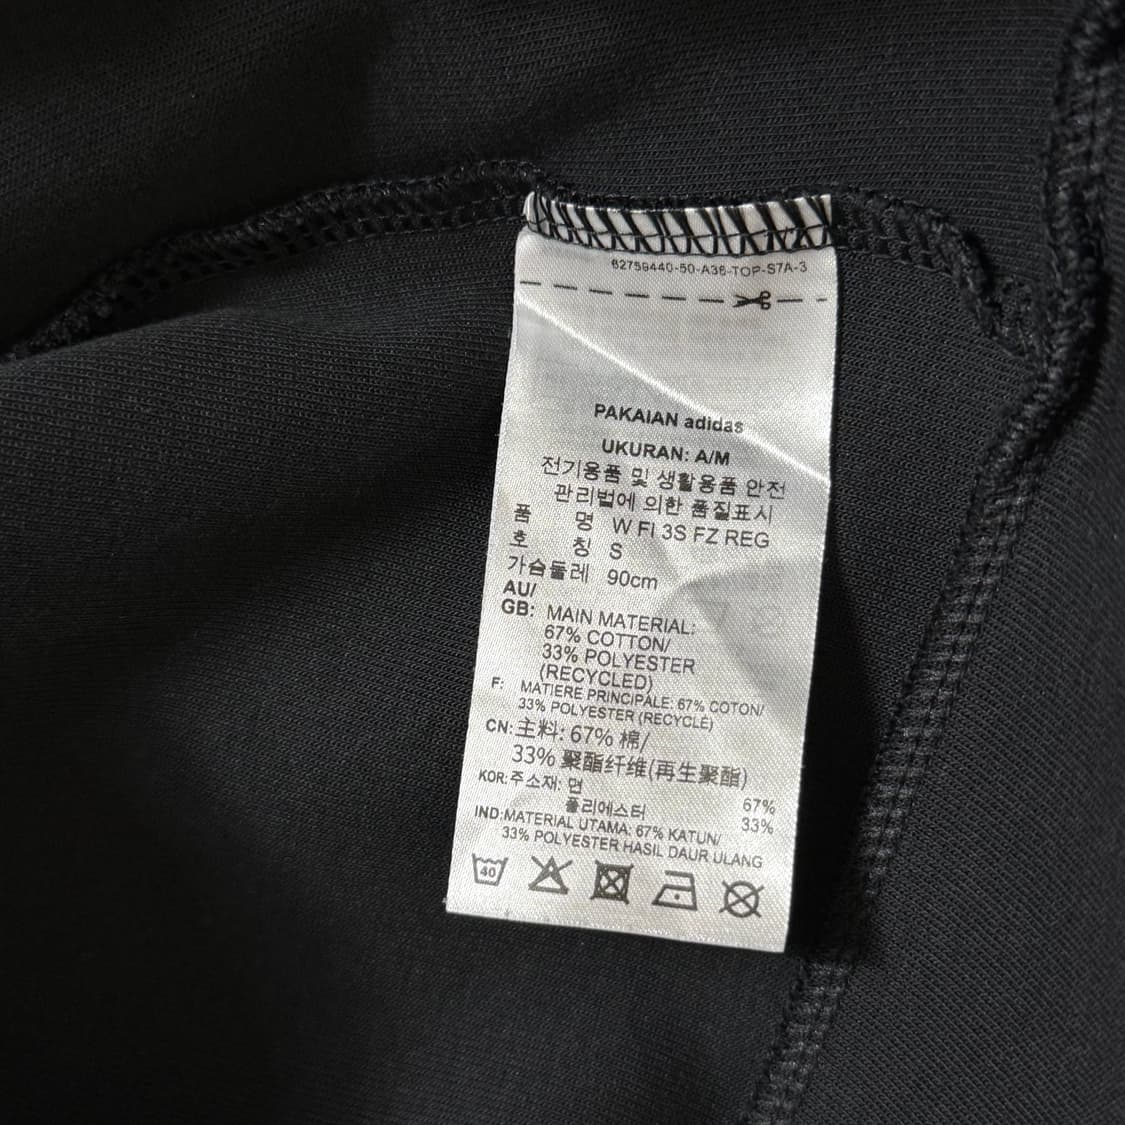 62759440-50-A36-TOP-S7A-3
PAKAIAN adidas
UKURAN: A/M
전기용품 및 생활용품 안전
관리법에 의한 품질표시
품 명 W FI 3S FZ REG
호 칭 S
가슴둘레 90cm
AU/
GB: MAIN MATERIAL:
67% COTTON/
33% POLYESTER
(RECYCLED)
F: MATIERE PRINCIPALE: 67% COTON/
33% POLYESTER (RECYCLÉ)
CN: 主料: 67% 棉/
33% 聚酯纤维(再生聚酯)
KOR: 주소재: 면 67%
폴리에스터 33%
IND: MATERIAL UTAMA: 67% KATUN/
33% POLYESTER HASIL DAUR ULANG
40